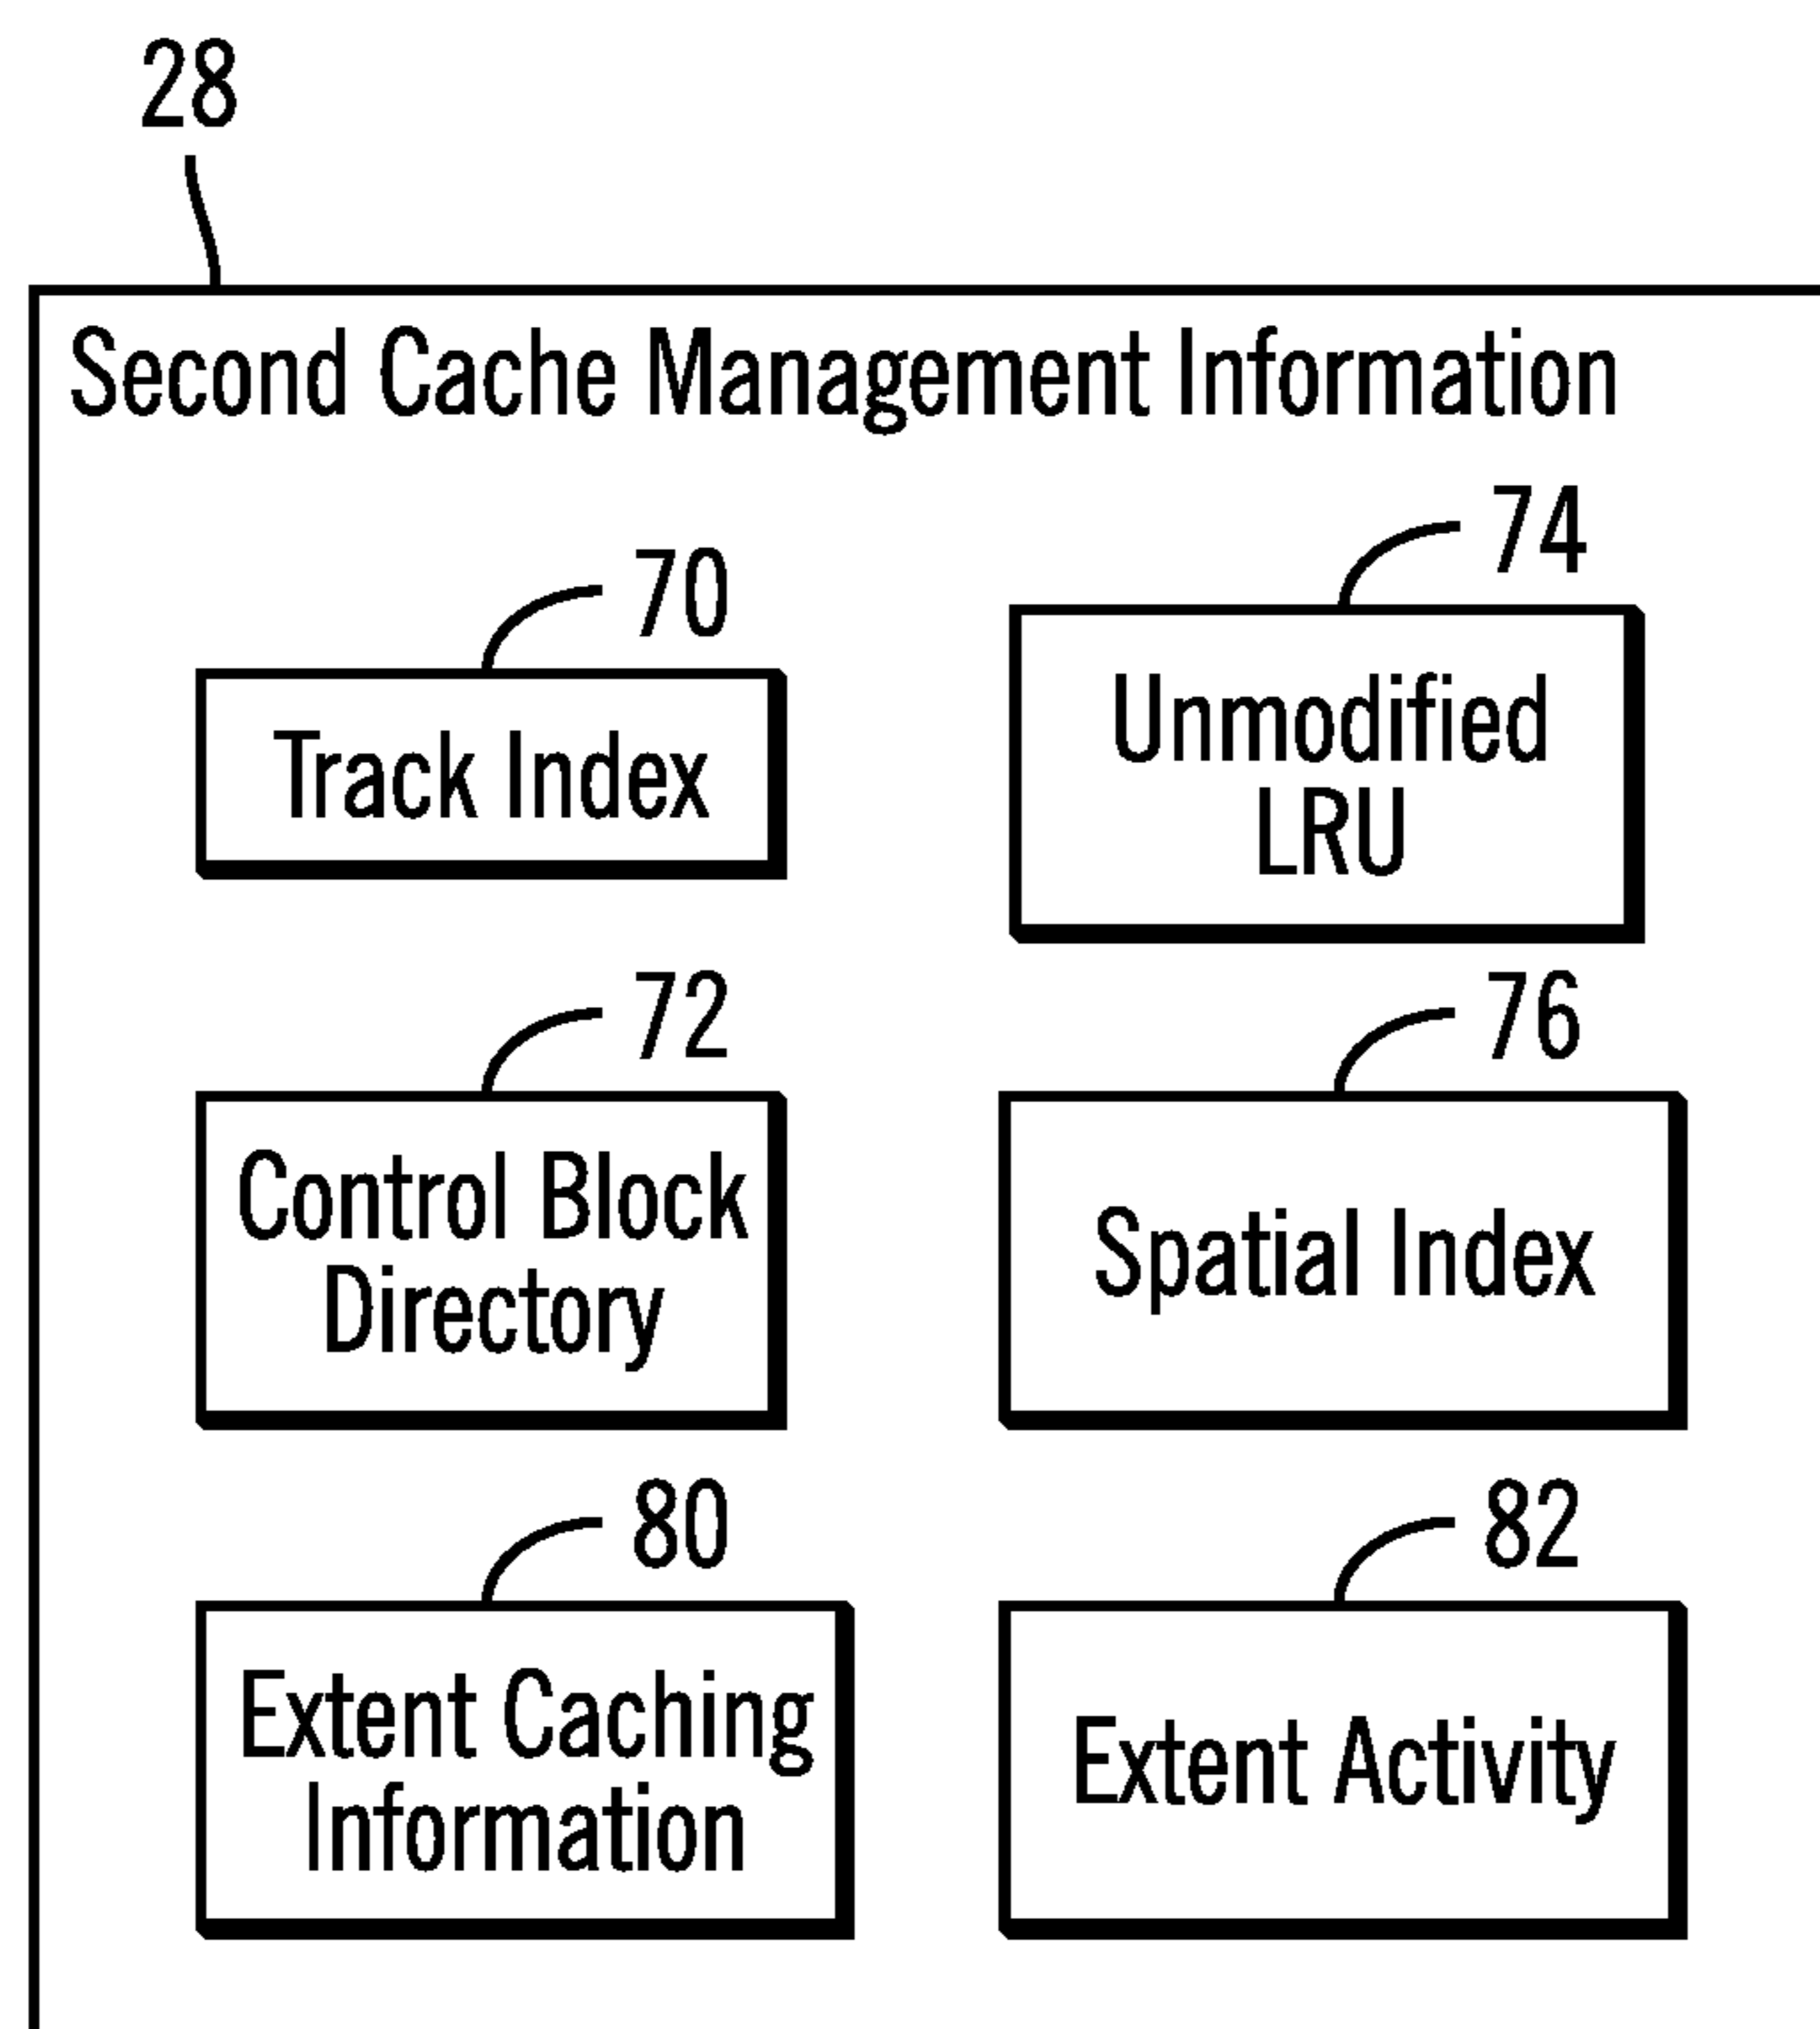 28
Second Cache Management Information
70
Track Index
74
Unmodified
LRU
72
Control Block
Directory
76
Spatial Index
80
Extent Caching
Information
82
Extent Activity